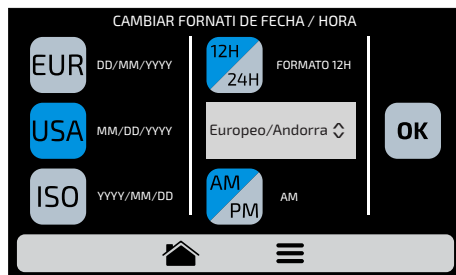 CAMBIAR FORNATI DE FECHA / HORA
EUR DD/MM/YYYY
USA MM/DD/YYYY
ISO YYYY/MM/DD
12H
24H
FORMATO 12H
Europeo/Andorra
AM
PM
AM
OK